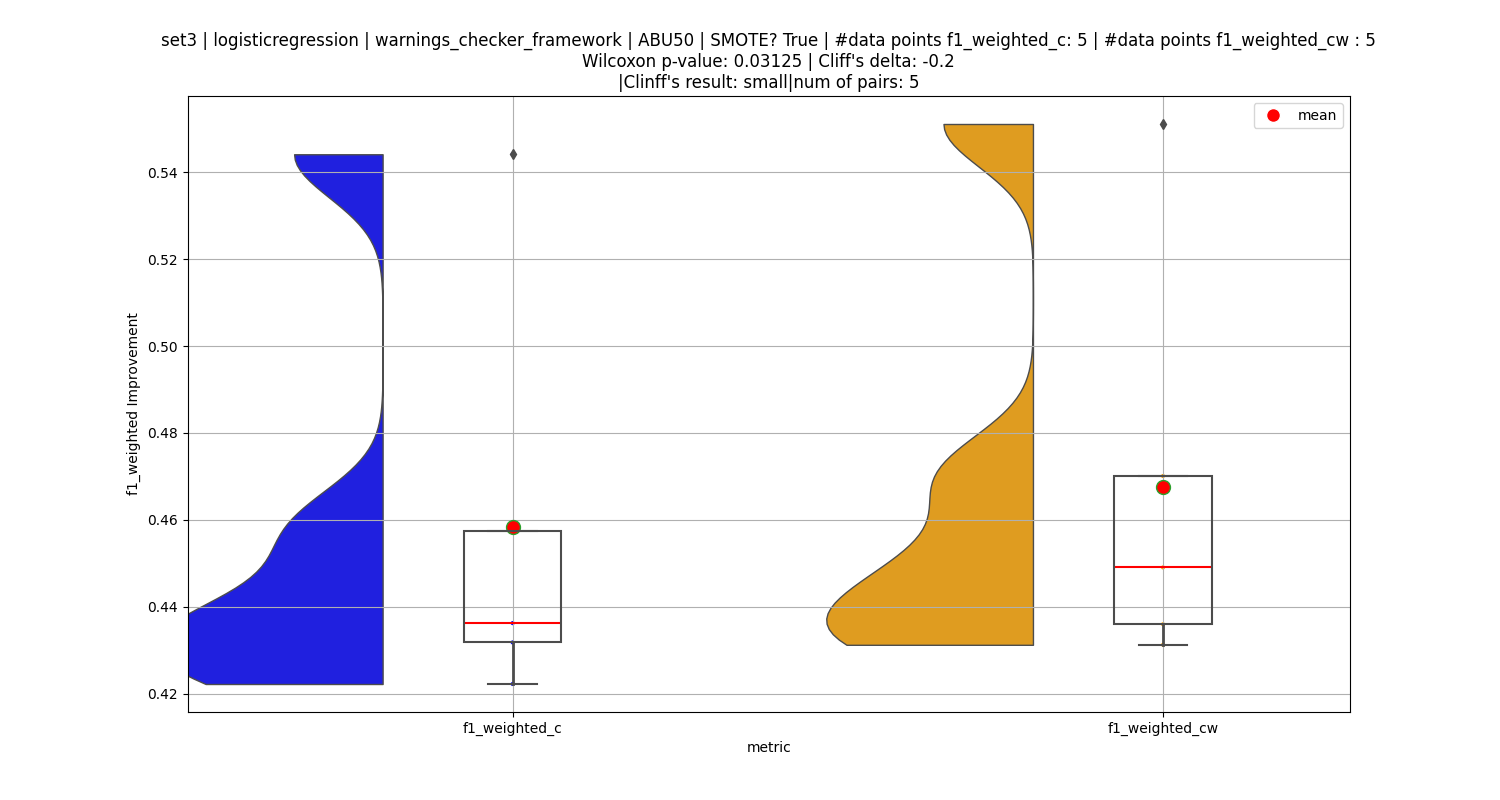 set3 | logisticregression | warnings_checker_framework | ABU50 | SMOTE? True | #data points f1_weighted_c: 5 | #data points f1_weighted_cw : 5
Wilcoxon p-value: 0.03125 | Cliff's delta: -0.2
|Clinff's result: small|num of pairs: 5
mean
f1_weighted Improvement
0.54
0.52
0.50
0.48
0.46
0.44
0.42
f1_weighted_c
f1_weighted_cw
metric